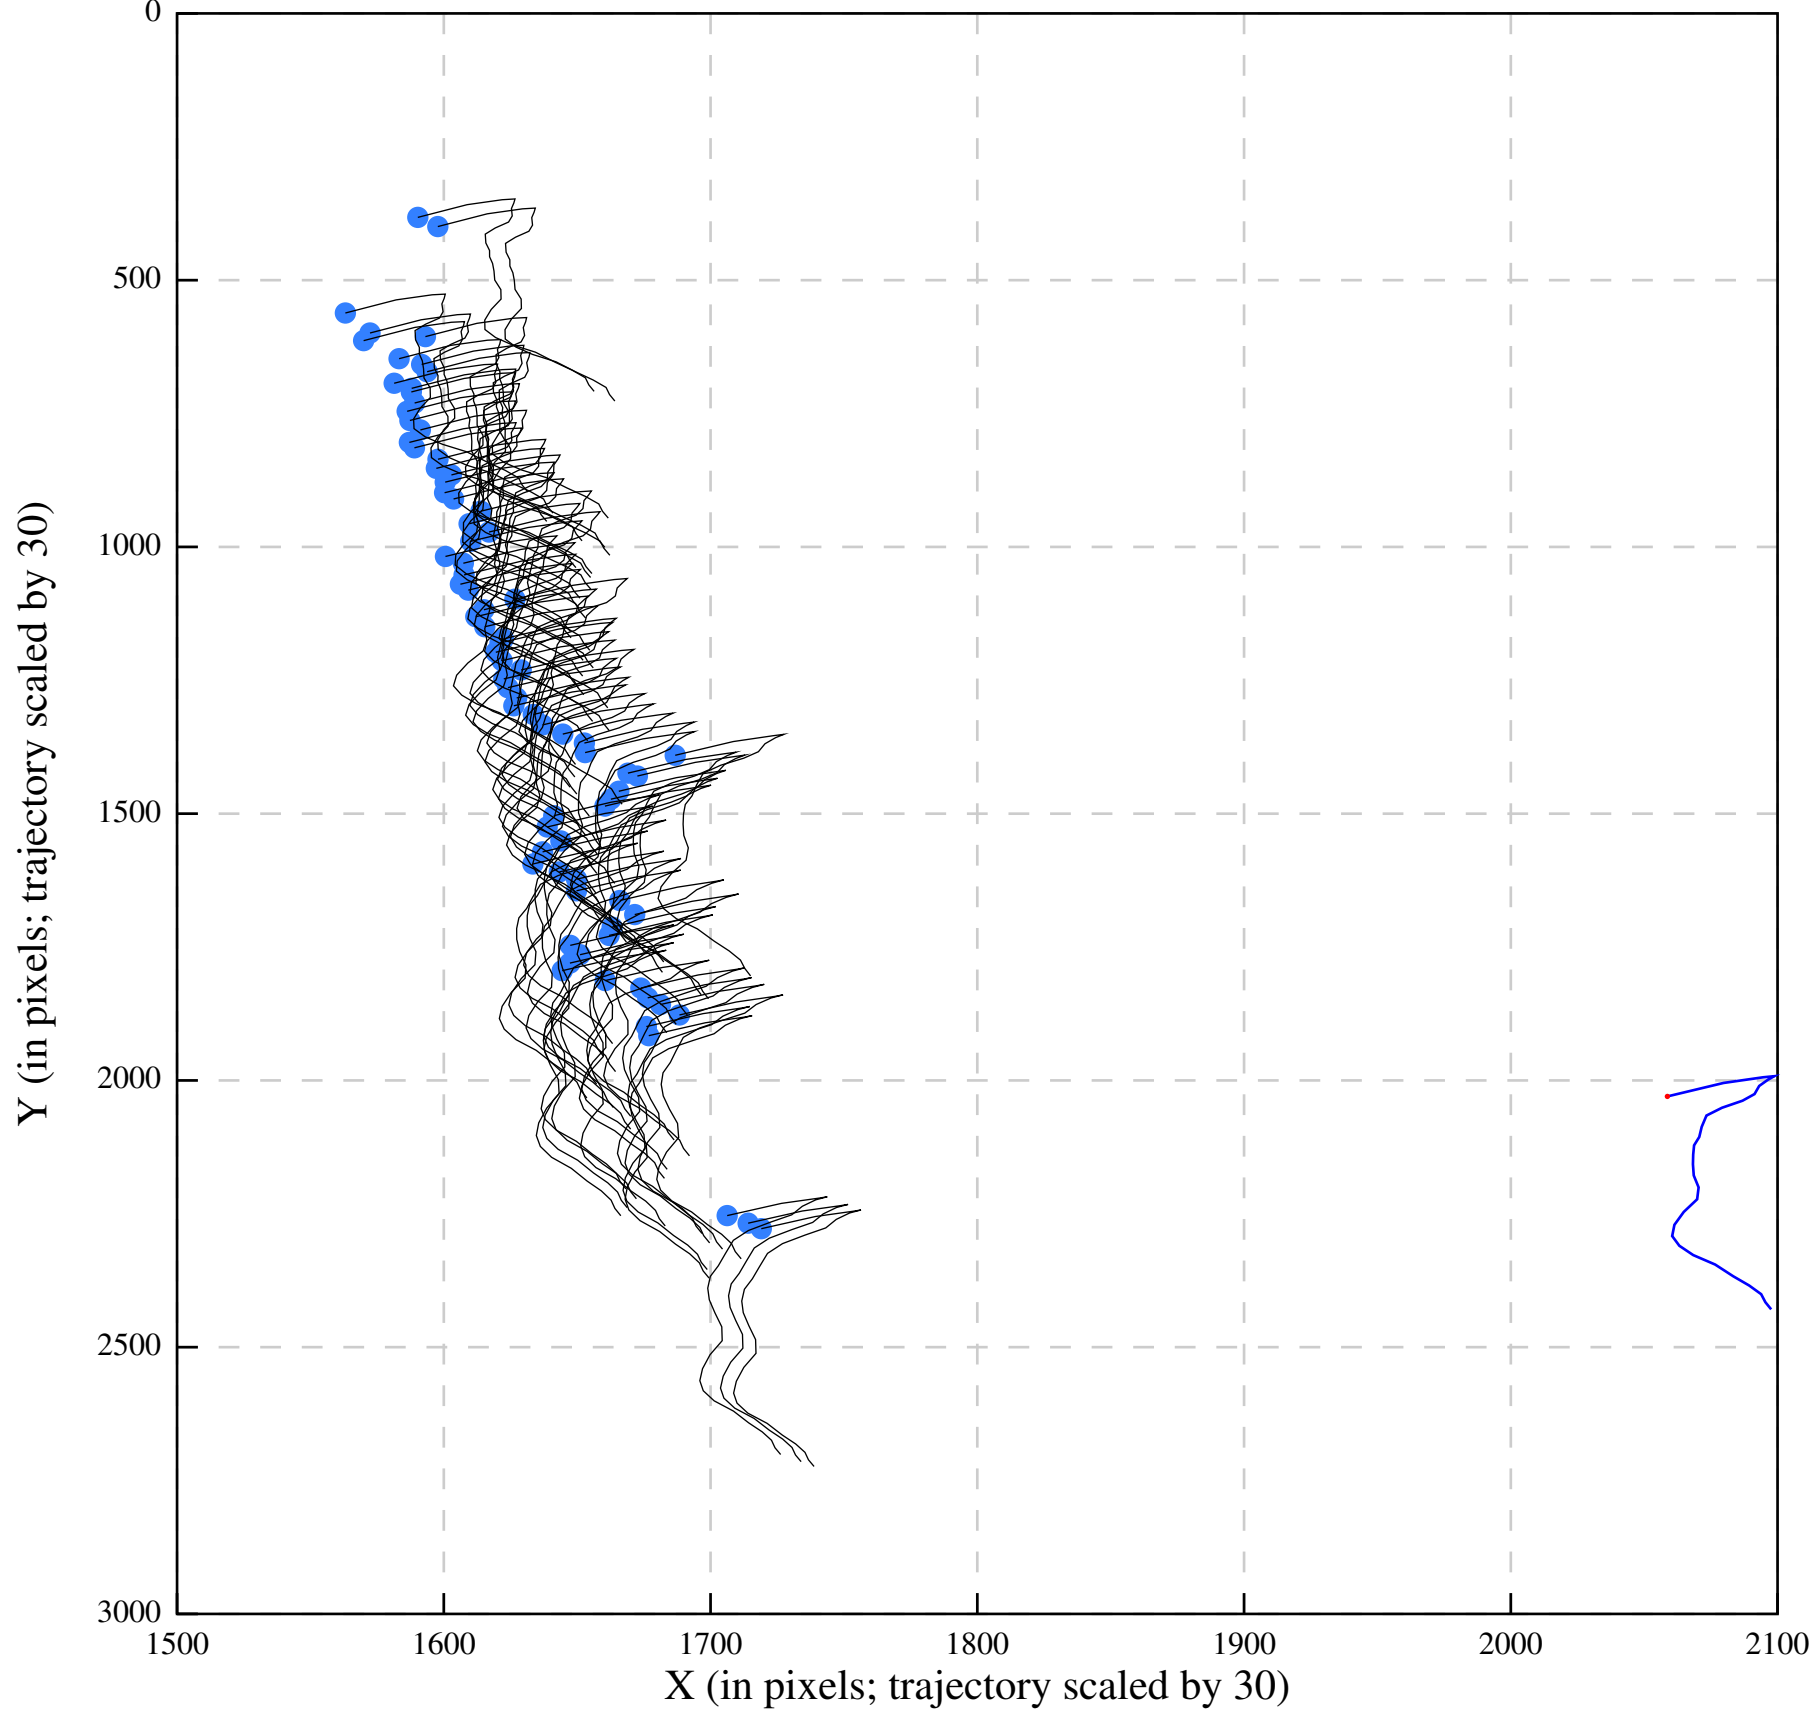 0
500
1000
1500
2000
2500
3000
1500 1600 1700 1800 1900 2000 2100
X (in pixels; trajectory scaled by 30)
Y (in pixels; trajectory scaled by 30)